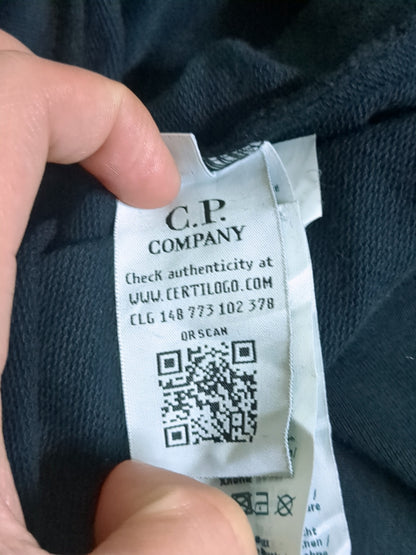 C.P.
COMPANY
Check authenticity at
WWW.CERTILOGO.COM
CLG 148 773 102 378
OR SCAN